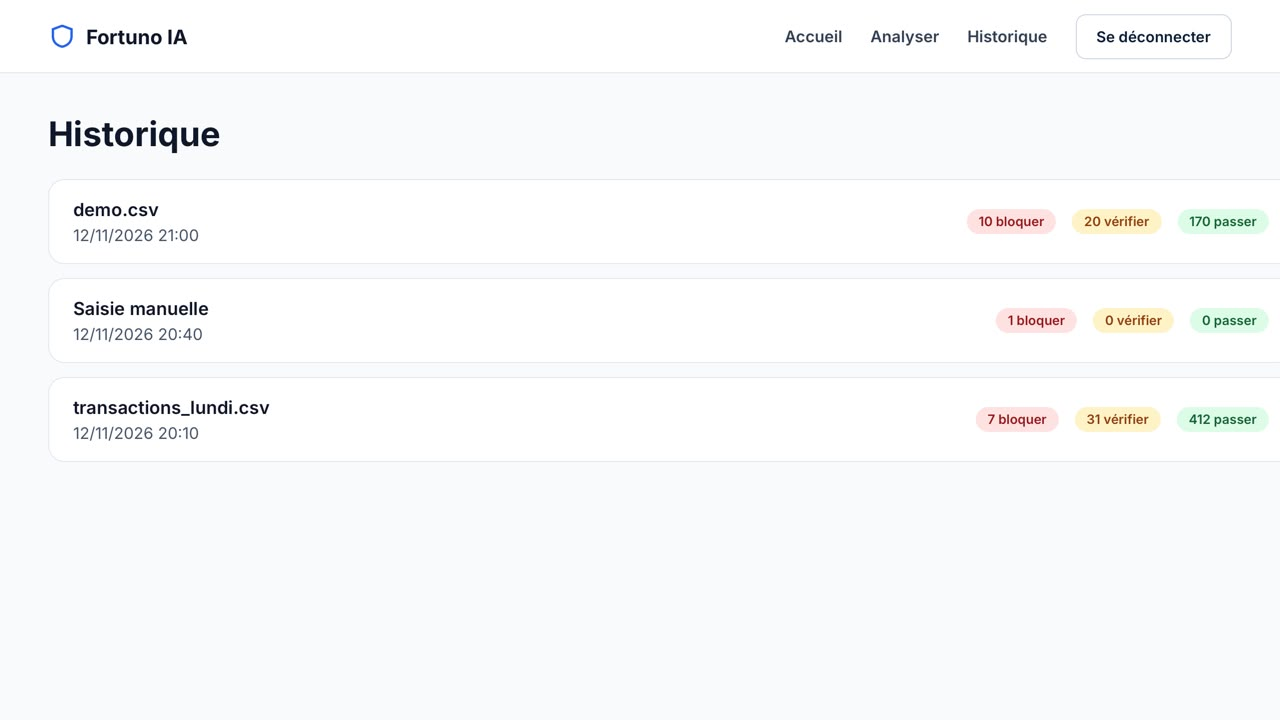 Fortuno IA
Accueil Analyser Historique Se déconnecter
Historique
demo.csv
12/11/2026 21:00
10 bloquer 20 vérifier 170 passer
Saisie manuelle
12/11/2026 20:40
1 bloquer 0 vérifier 0 passer
transactions_lundi.csv
12/11/2026 20:10
7 bloquer 31 vérifier 412 passer